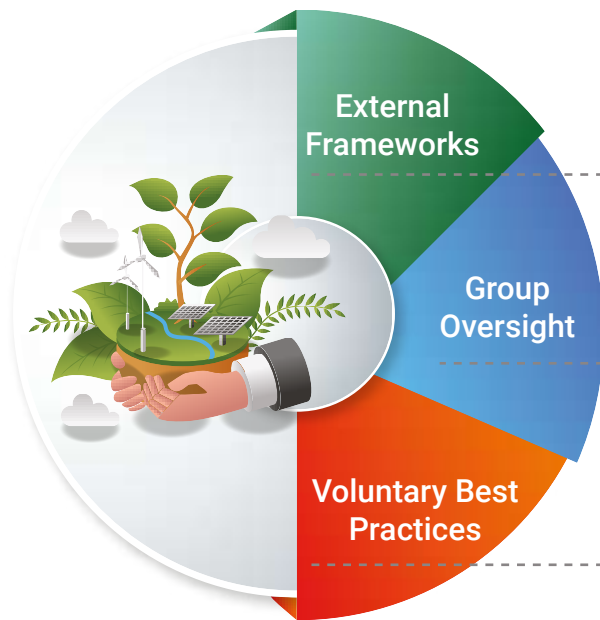 External
Frameworks
Group
Oversight
Voluntary Best
Practices